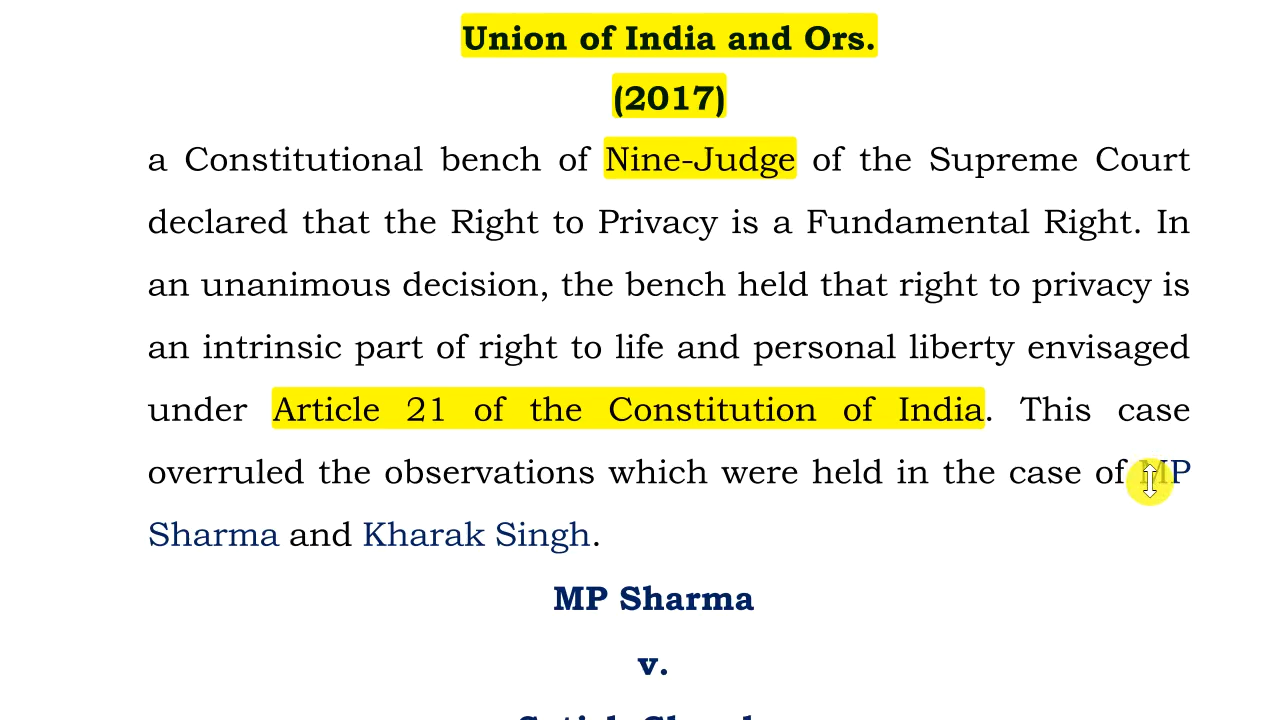 Union of India and Ors.
(2017)
a Constitutional bench of Nine-Judge of the Supreme Court
declared that the Right to Privacy is a Fundamental Right. In
an unanimous decision, the bench held that right to privacy is
an intrinsic part of right to life and personal liberty envisaged
under Article 21 of the Constitution of India. This case
overruled the observations which were held in the case of MP
Sharma and Kharak Singh.
MP Sharma
v.